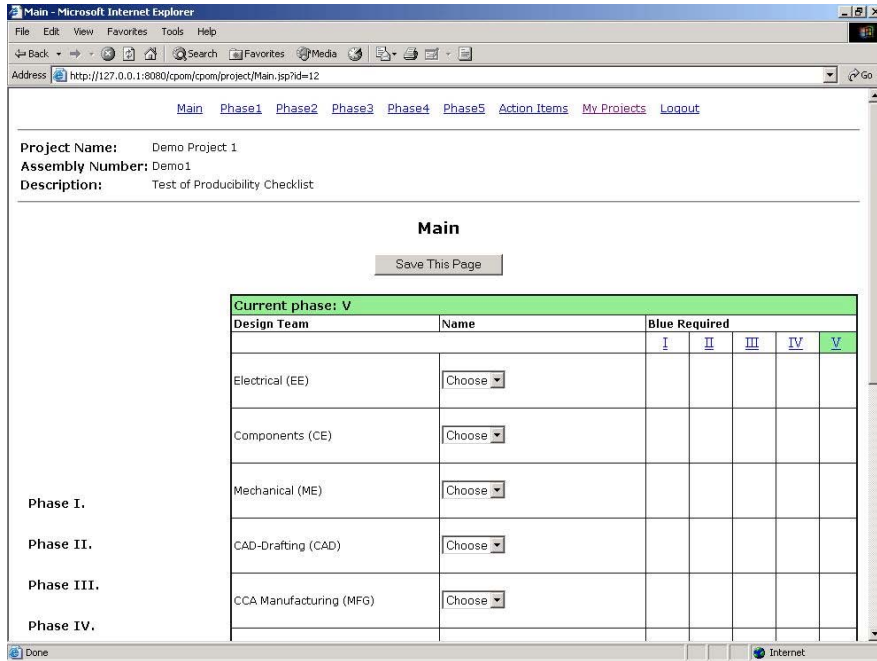 Main - Microsoft Internet Explorer
File Edit View Favorites Tools Help
Back Search Favorites Media
Address http://127.0.0.1:8080/cpom/cpom/project/Main.jsp?id=12 Go
Main Phase1 Phase2 Phase3 Phase4 Phase5 Action Items My Projects Logout
Project Name: Demo Project 1
Assembly Number: Demo1
Description: Test of Producibility Checklist
Main
Save This Page
Current phase: V
Design Team Name Blue Required
I II III IV V
Electrical (EE) Choose
Components (CE) Choose
Mechanical (ME) Choose
Phase I.
CAD-Drafting (CAD) Choose
Phase II.
Phase III.
CCA Manufacturing (MFG) Choose
Phase IV.
Done Internet